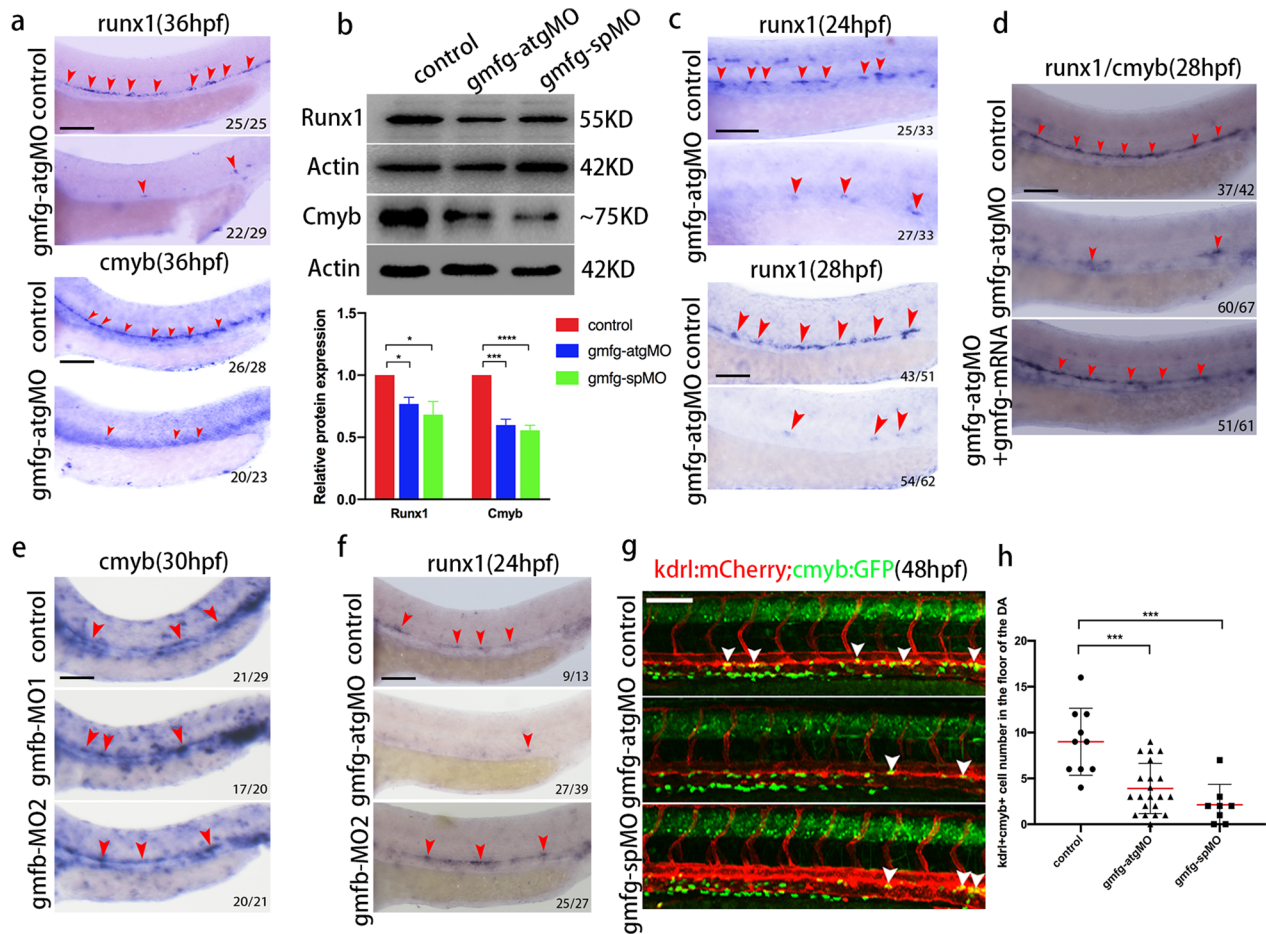 a
runx1(36hpf)
control
25/25
gmfg-atgMO
22/29
cmyb(36hpf)
control
26/28
gmfg-atgMO
20/23
b
control
gmfg-atgMO
gmfg-spMO
Runx1
55KD
Actin
42KD
Cmyb
~75KD
Actin
42KD
Relative protein expression
1.5
1.0
0.5
0.0
*
*
***
****
Runx1
Cmyb
control
gmfg-atgMO
gmfg-spMO
c
runx1(24hpf)
control
25/33
gmfg-atgMO
27/33
runx1(28hpf)
control
43/51
gmfg-atgMO
54/62
d
runx1/cmyb(28hpf)
control
37/42
gmfg-atgMO
60/67
gmfg-atgMO
+gmfg-mRNA
51/61
e
cmyb(30hpf)
control
21/29
gmfb-MO1
17/20
gmfb-MO2
20/21
f
runx1(24hpf)
control
9/13
gmfg-atgMO
27/39
gmfb-MO2
25/27
g
kdrl:mCherry;cmyb:GFP(48hpf)
control
gmfg-atgMO
gmfg-spMO
h
kdrl+cmyb+ cell number in the floor of the DA
20
15
10
5
0
***
***
control
gmfg-atgMO
gmfg-spMO